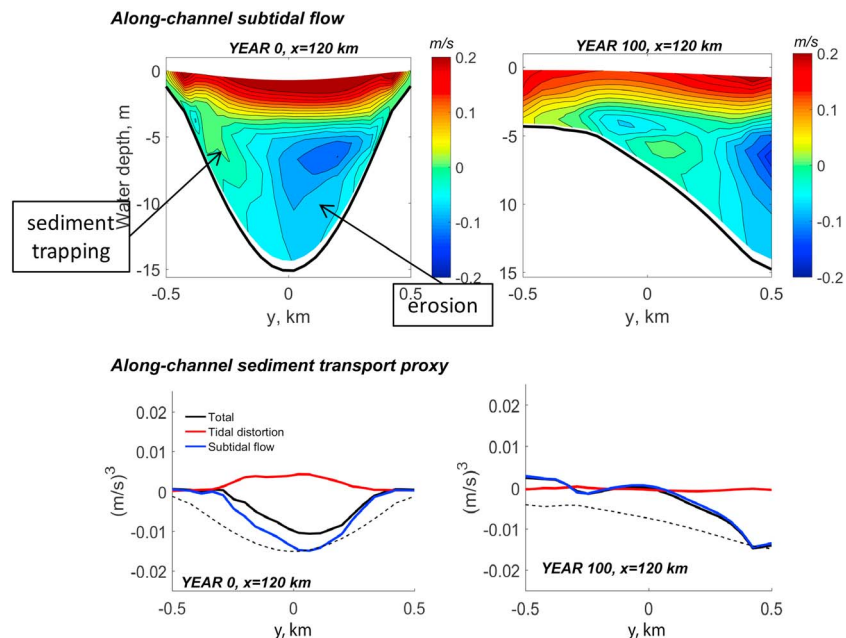 Along-channel subtidal flow
YEAR 0, x=120 km
m/s
YEAR 100, x=120 km
m/s
0
-5
-10
-15
Water depth, m
-0.5
0
0.5
y, km
0.2
0.1
0
-0.1
-0.2
sediment
trapping
erosion
0
5
10
15
-0.5
0
0.5
y, km
0.2
0.1
0
-0.1
-0.2
Along-channel sediment transport proxy
0.02
0.01
0
-0.01
-0.02
(m/s)3
Total
Tidal distortion
Subtidal flow
YEAR 0, x=120 km
-0.5
0
0.5
y, km
0.02
0.01
0
-0.01
-0.02
(m/s)3
YEAR 100, x=120 km
-0.5
0
0.5
y, km